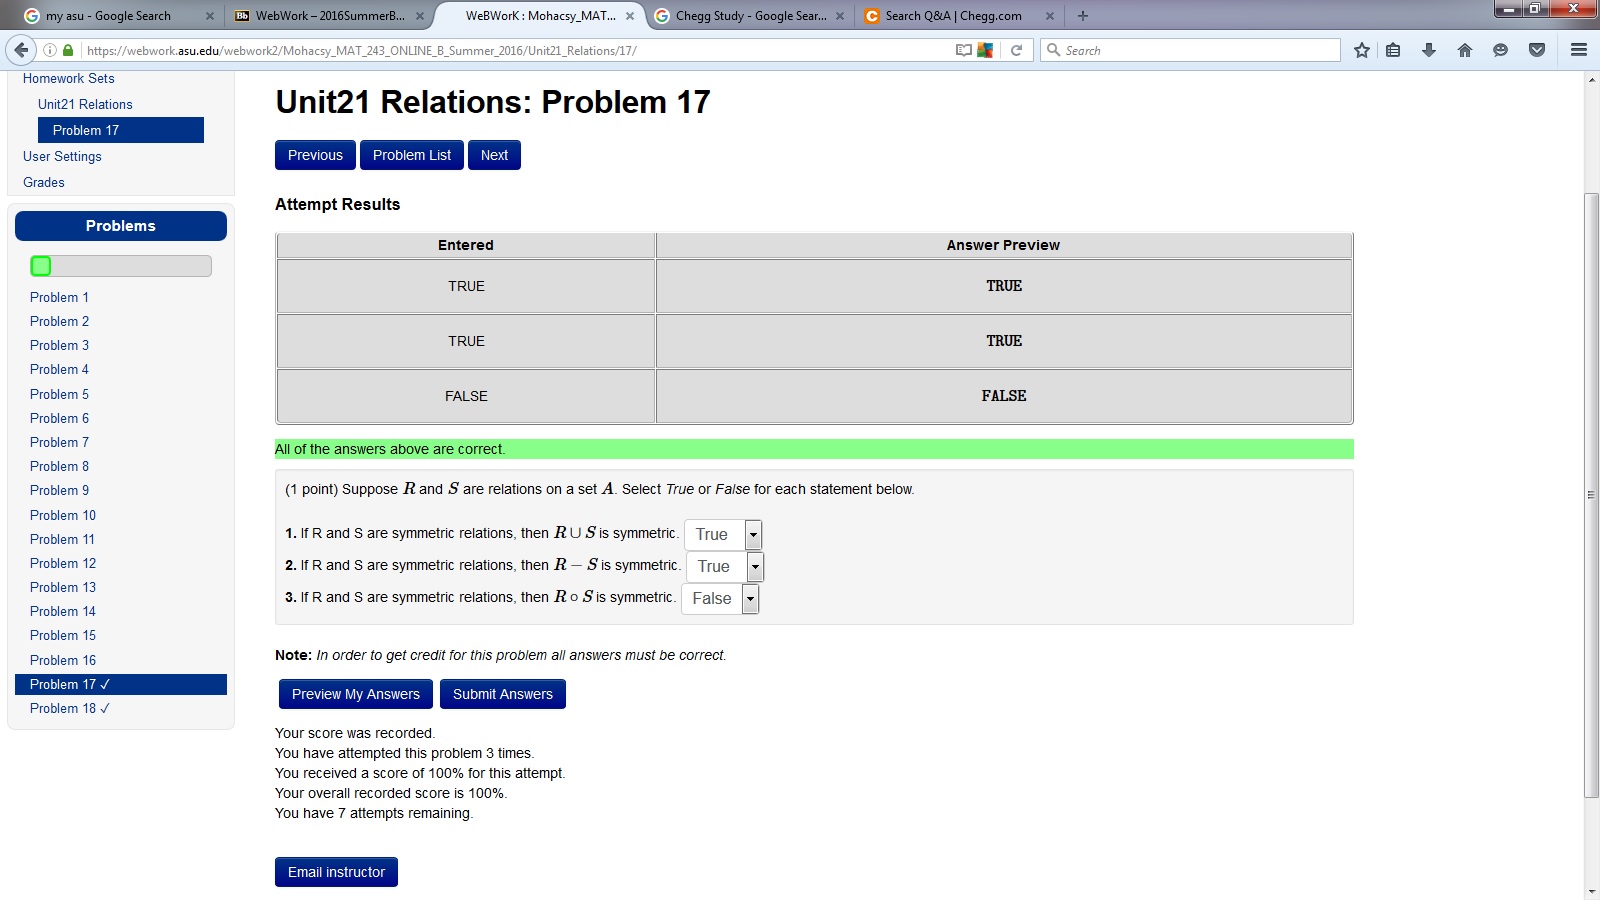 my asu - Google Search
WebWork – 2016SummerB...
WeBWorK : Mohacsy_MAT...
Chegg Study - Google Sear...
Search Q&A | Chegg.com
https://webwork.asu.edu/webwork2/Mohacsy_MAT_243_ONLINE_B_Summer_2016/Unit21_Relations/17/
Search
Homework Sets
Unit21 Relations
Problem 17
User Settings
Grades
Problems
Problem 1
Problem 2
Problem 3
Problem 4
Problem 5
Problem 6
Problem 7
Problem 8
Problem 9
Problem 10
Problem 11
Problem 12
Problem 13
Problem 14
Problem 15
Problem 16
Problem 17 ✓
Problem 18 ✓
Unit21 Relations: Problem 17
Previous Problem List Next
Attempt Results
Entered Answer Preview
TRUE TRUE
TRUE TRUE
FALSE FALSE
All of the answers above are correct.
(1 point) Suppose R and S are relations on a set A. Select True or False for each statement below.
1. If R and S are symmetric relations, then R ∪ S is symmetric. True
2. If R and S are symmetric relations, then R − S is symmetric. True
3. If R and S are symmetric relations, then R ∘ S is symmetric. False
Note: In order to get credit for this problem all answers must be correct.
Preview My Answers Submit Answers
Your score was recorded.
You have attempted this problem 3 times.
You received a score of 100% for this attempt.
Your overall recorded score is 100%.
You have 7 attempts remaining.
Email instructor